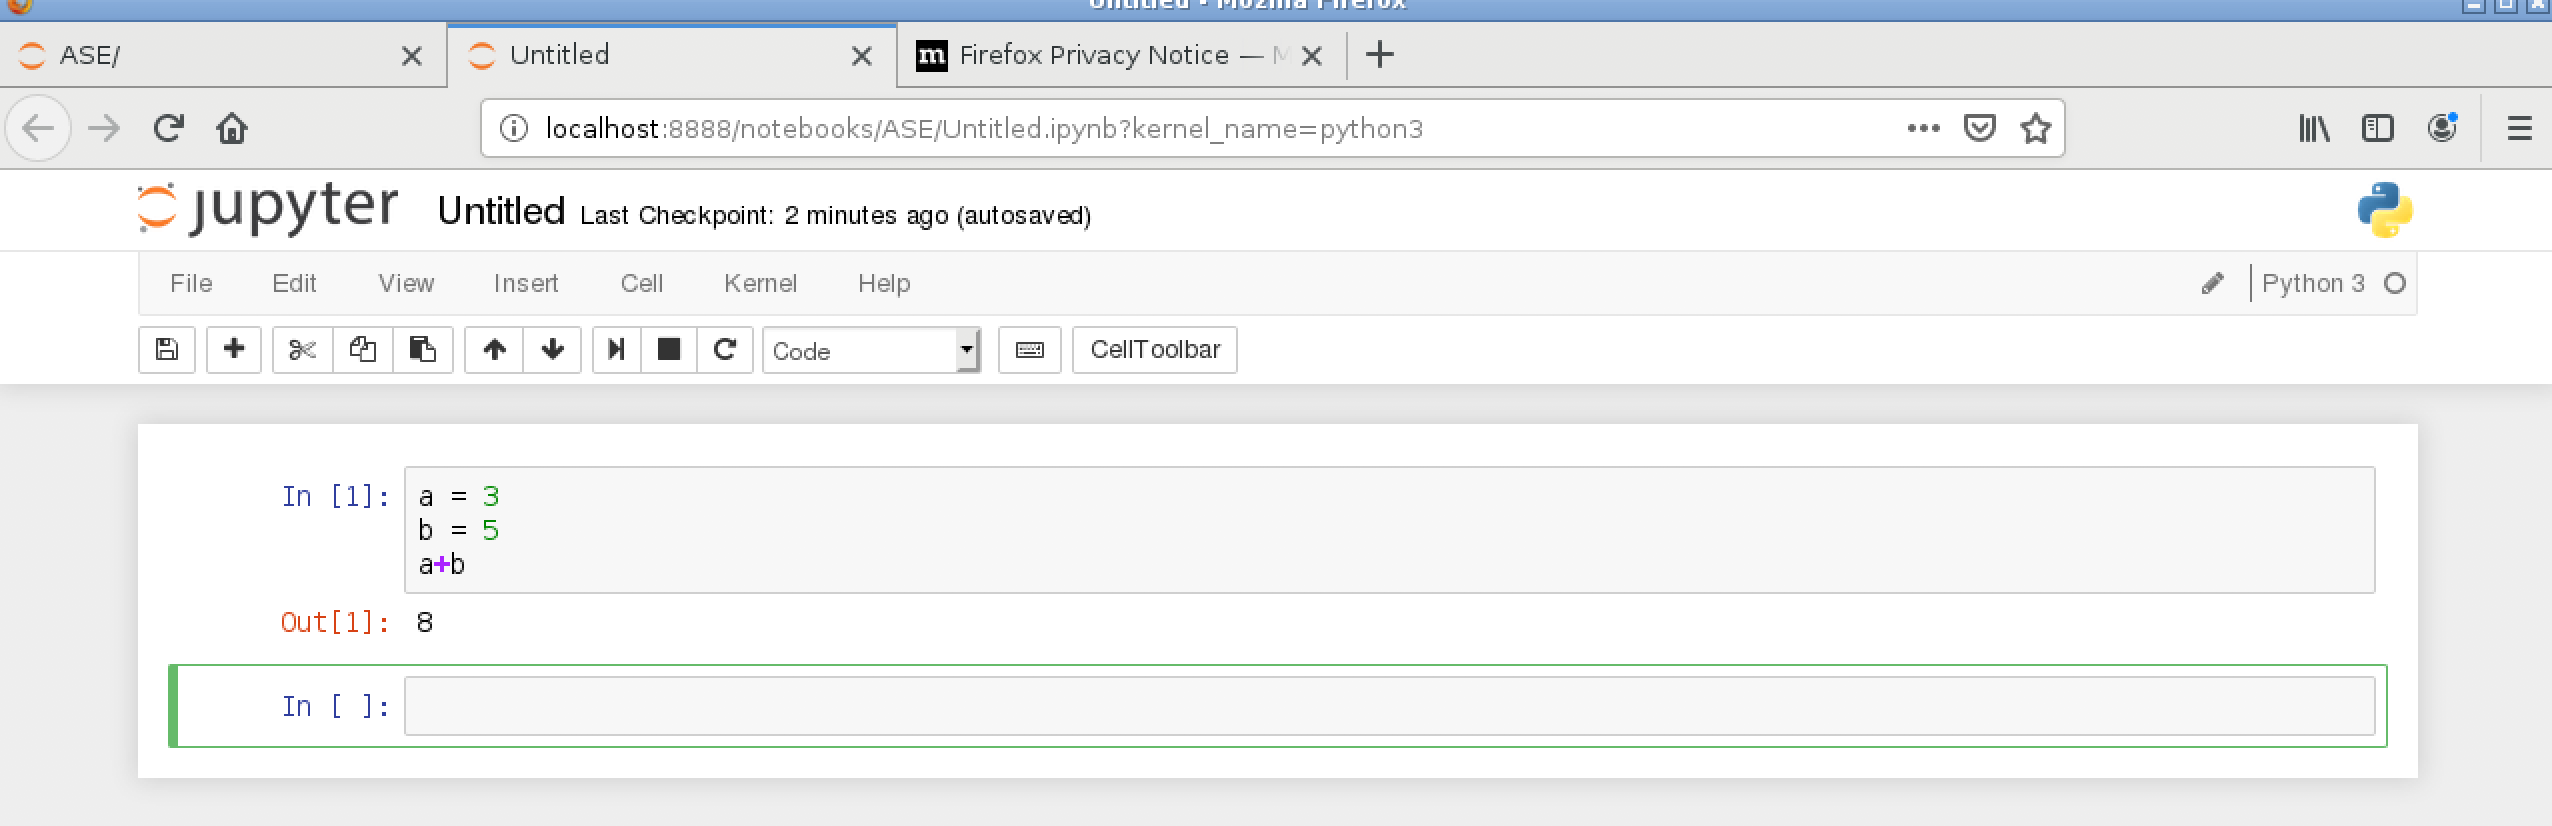 Untitled - Mozilla Firefox
ASE/
Untitled
Firefox Privacy Notice — M
localhost:8888/notebooks/ASE/Untitled.ipynb?kernel_name=python3
jupyter Untitled Last Checkpoint: 2 minutes ago (autosaved)
File Edit View Insert Cell Kernel Help Python 3
Code CellToolbar
In [1]: a = 3
b = 5
a+b
Out[1]: 8
In [ ]: